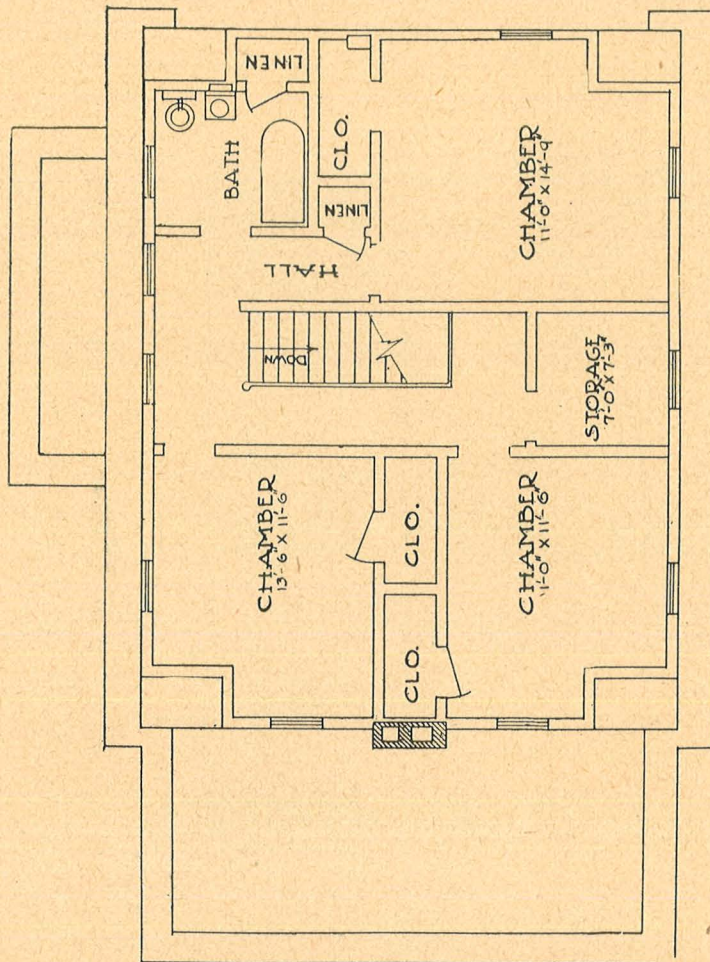 LINEN
CLO.
BATH
LINEN
HALL
CHAMBER
11'-0" X 14'-9"
DOWN
STORAGE
7'-0" X 7'-3"
CHAMBER
13'-6" X 11'-6"
CLO.
CLO.
CHAMBER
11'-0" X 11'-6"